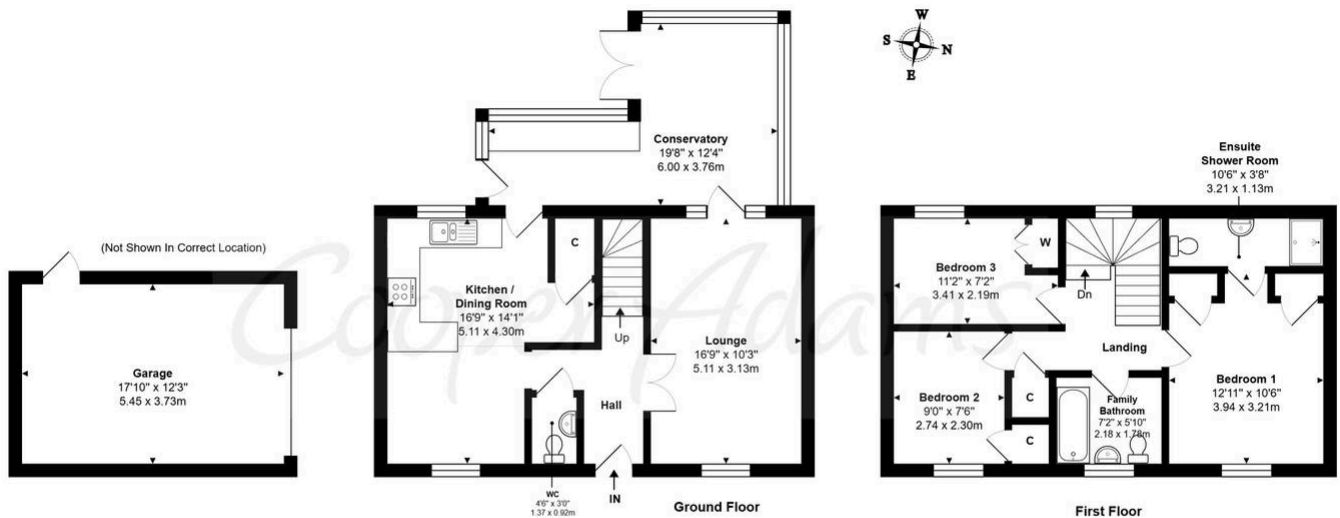 W
S
N
E
(Not Shown In Correct Location)
Garage
17'10" x 12'3"
5.45 x 3.73m
Conservatory
19'8" x 12'4"
6.00 x 3.76m
C
Kitchen /
Dining Room
16'9" x 14'1"
5.11 x 4.30m
Up
Lounge
16'9" x 10'3"
5.11 x 3.13m
Hall
WC
4'6" x 3'0"
1.37 x 0.92m
IN
Ground Floor
Ensuite
Shower Room
10'6" x 3'8"
3.21 x 1.13m
W
Bedroom 3
11'2" x 7'2"
3.41 x 2.19m
Dn
Landing
Bedroom 1
12'11" x 10'6"
3.94 x 3.21m
Bedroom 2
9'0" x 7'6"
2.74 x 2.30m
C
C
Family
Bathroom
7'2" x 5'10"
2.18 x 1.78m
First Floor
Cooper Adams